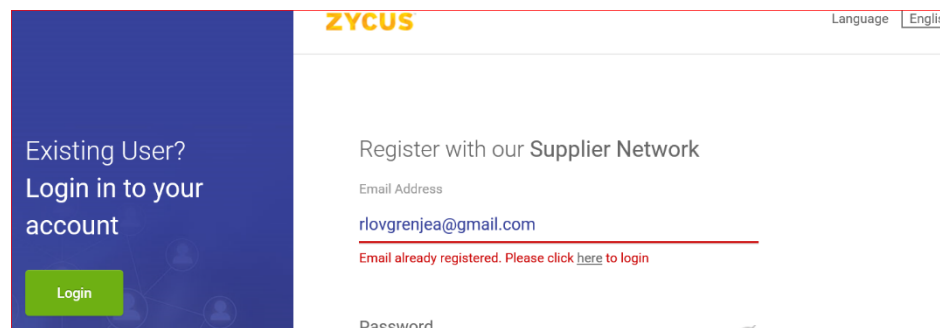 ZYCUS
Language
Existing User?
Login in to your
account
Login
Register with our Supplier Network
Email Address
rlovgrenjea@gmail.com
Email already registered. Please click here to login
Password